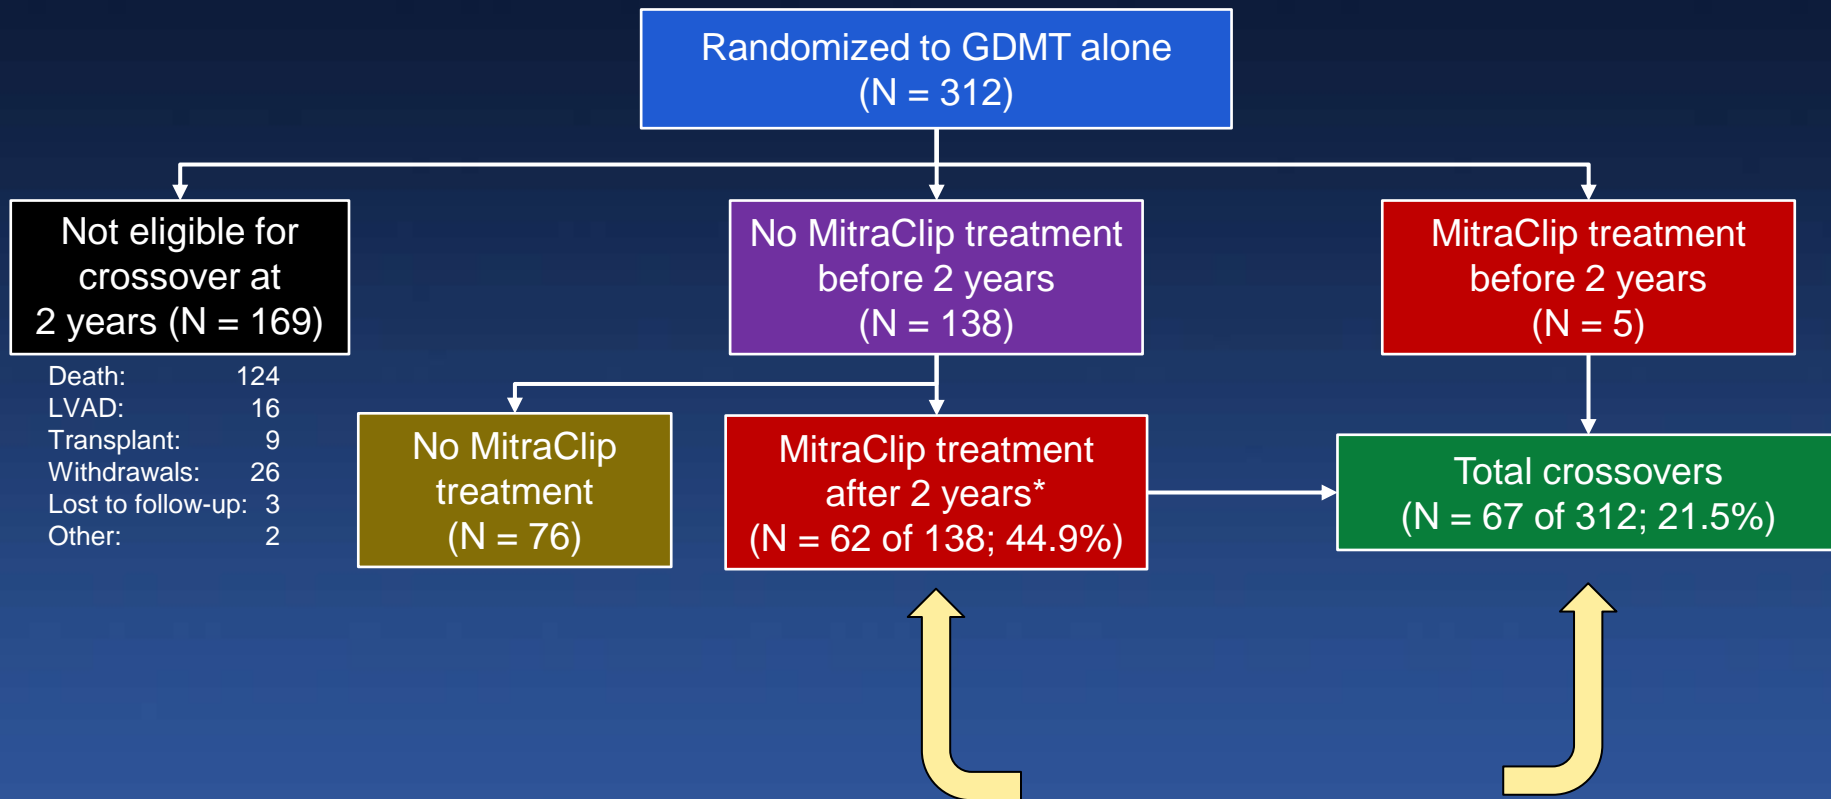 Randomized to GDMT alone
(N = 312)
Not eligible for
crossover at
2 years (N = 169)
Death: 124
LVAD: 16
Transplant: 9
Withdrawals: 26
Lost to follow-up: 3
Other: 2
No MitraClip treatment
before 2 years
(N = 138)
MitraClip treatment
before 2 years
(N = 5)
No MitraClip
treatment
(N = 76)
MitraClip treatment
after 2 years*
(N = 62 of 138; 44.9%)
Total crossovers
(N = 67 of 312; 21.5%)